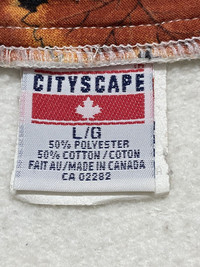 CITYSCAPE
L/G
50% POLYESTER
50% COTTON / COTON
FAIT AU/MADE IN CANADA
CA 02282